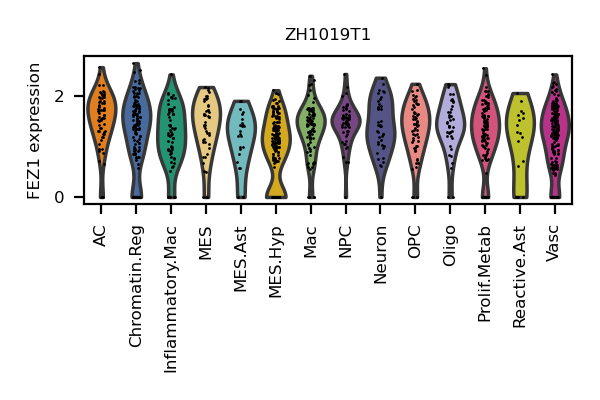 ZH1019T1
FEZ1 expression
2
0
AC
Chromatin.Reg
Inflammatory.Mac
MES
MES.Ast
MES.Hyp
Mac
NPC
Neuron
OPC
Oligo
Prolif.Metab
Reactive.Ast
Vasc